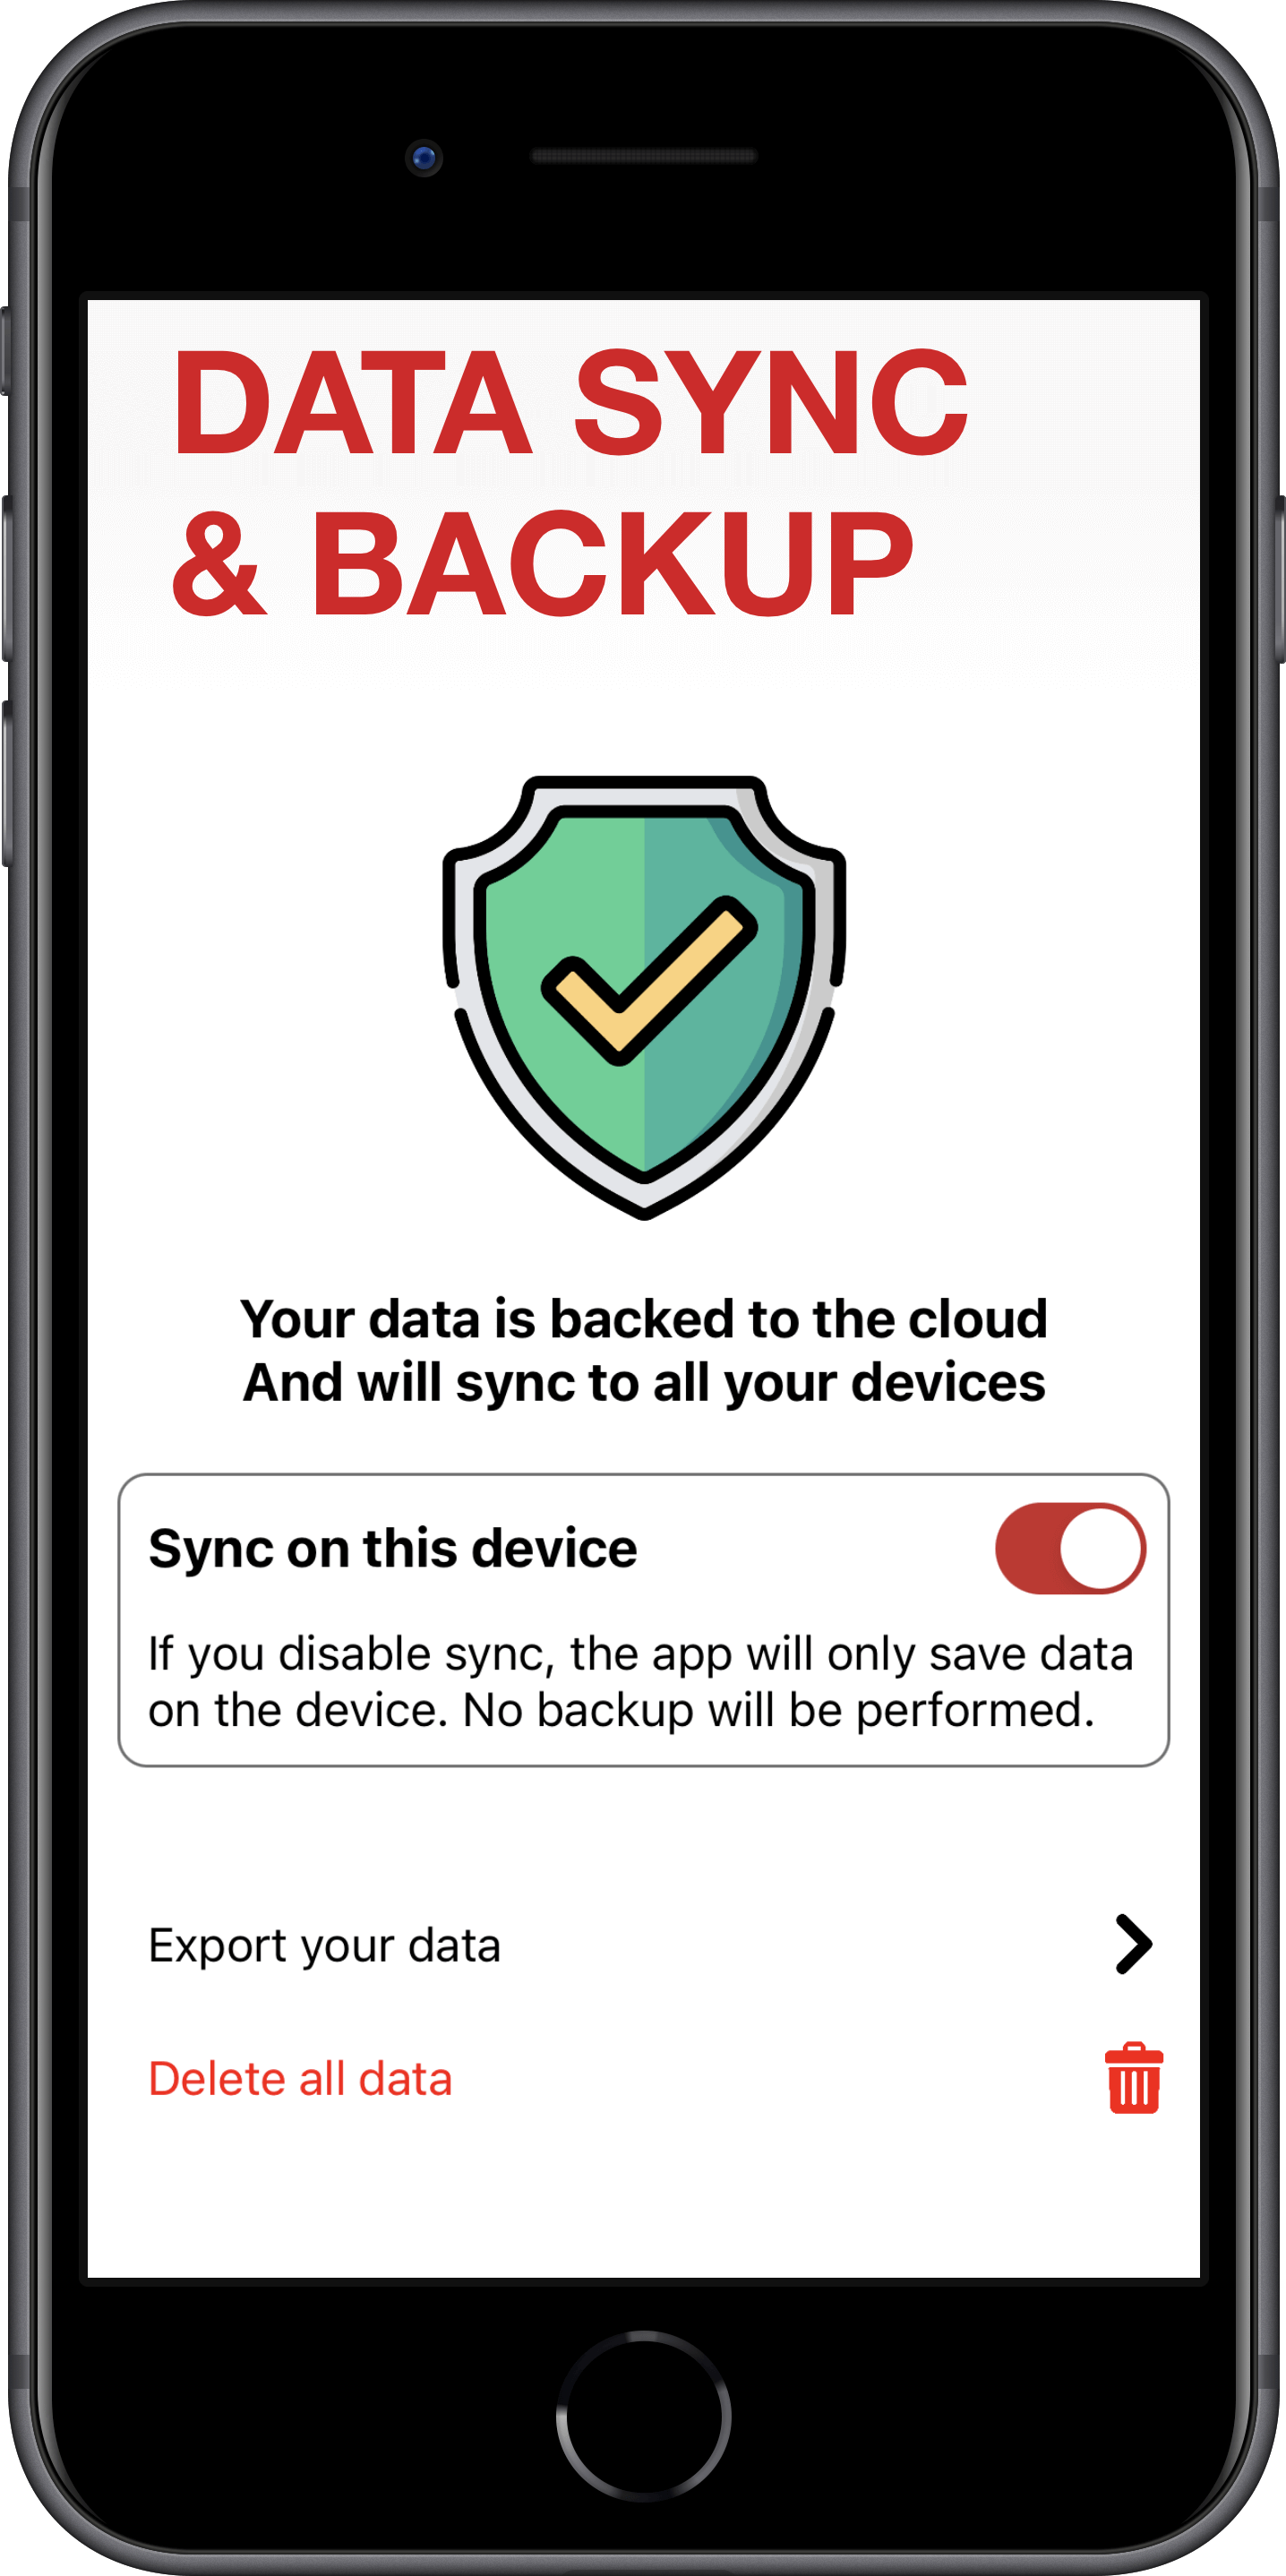 DATA SYNC
& BACKUP
Your data is backed to the cloud
And will sync to all your devices
Sync on this device
If you disable sync, the app will only save data
on the device. No backup will be performed.
Export your data
Delete all data